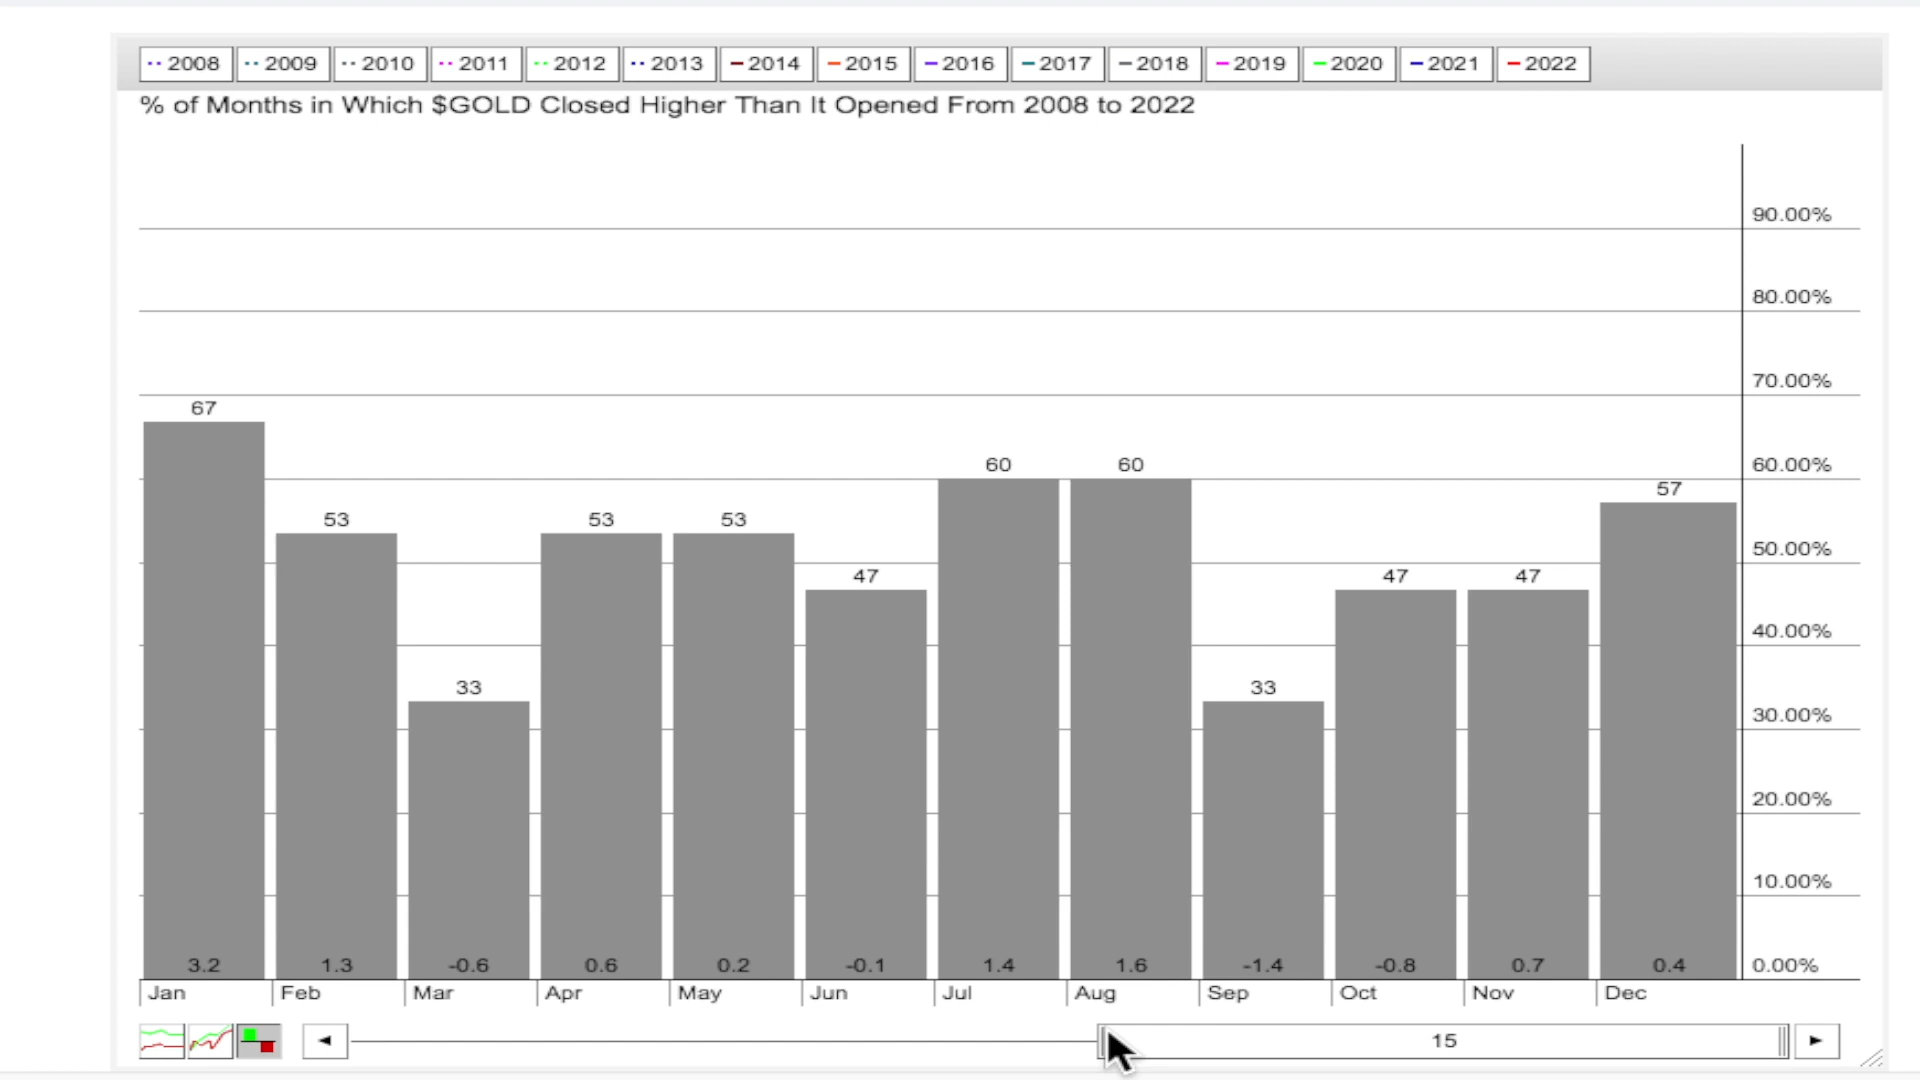 2008 2009 2010 2011 2012 2013 2014 2015 2016 2017 2018 2019 2020 2021 2022
% of Months in Which $GOLD Closed Higher Than It Opened From 2008 to 2022
90.00%
80.00%
70.00%
67
60 60 60.00%
57
53 53 53
50.00%
47 47 47
40.00%
33 33
30.00%
20.00%
10.00%
3.2 1.3 -0.6 0.6 0.2 -0.1 1.4 1.6 -1.4 -0.8 0.7 0.4 0.00%
Jan Feb Mar Apr May Jun Jul Aug Sep Oct Nov Dec
15